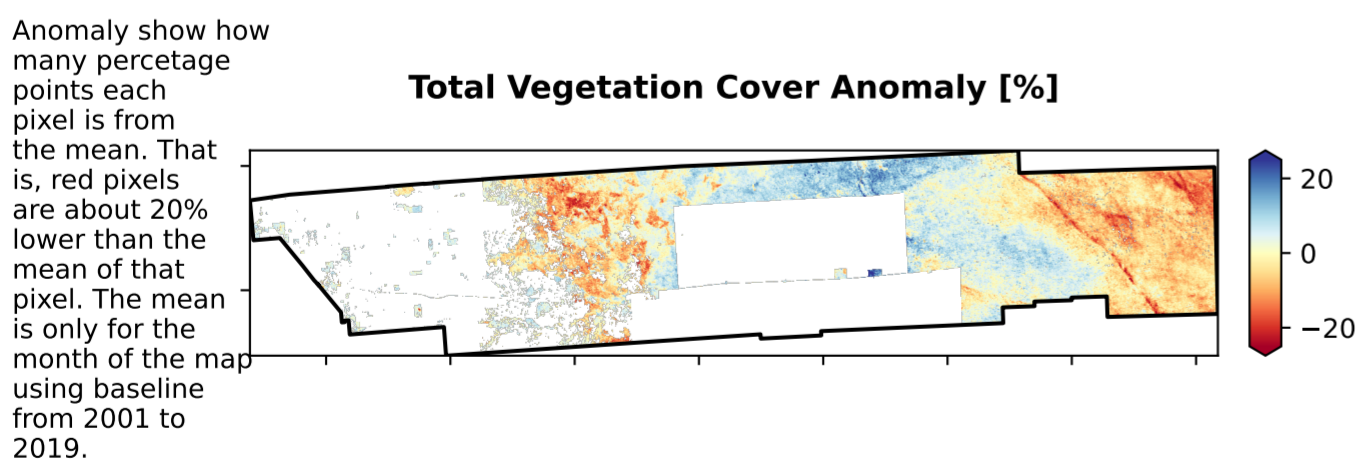 Anomaly show how
many percetage
points each
pixel is from
the mean. That
is, red pixels
are about 20%
lower than the
mean of that
pixel. The mean
is only for the
month of the map
using baseline
from 2001 to
2019.
Total Vegetation Cover Anomaly [%]
20
0
−20